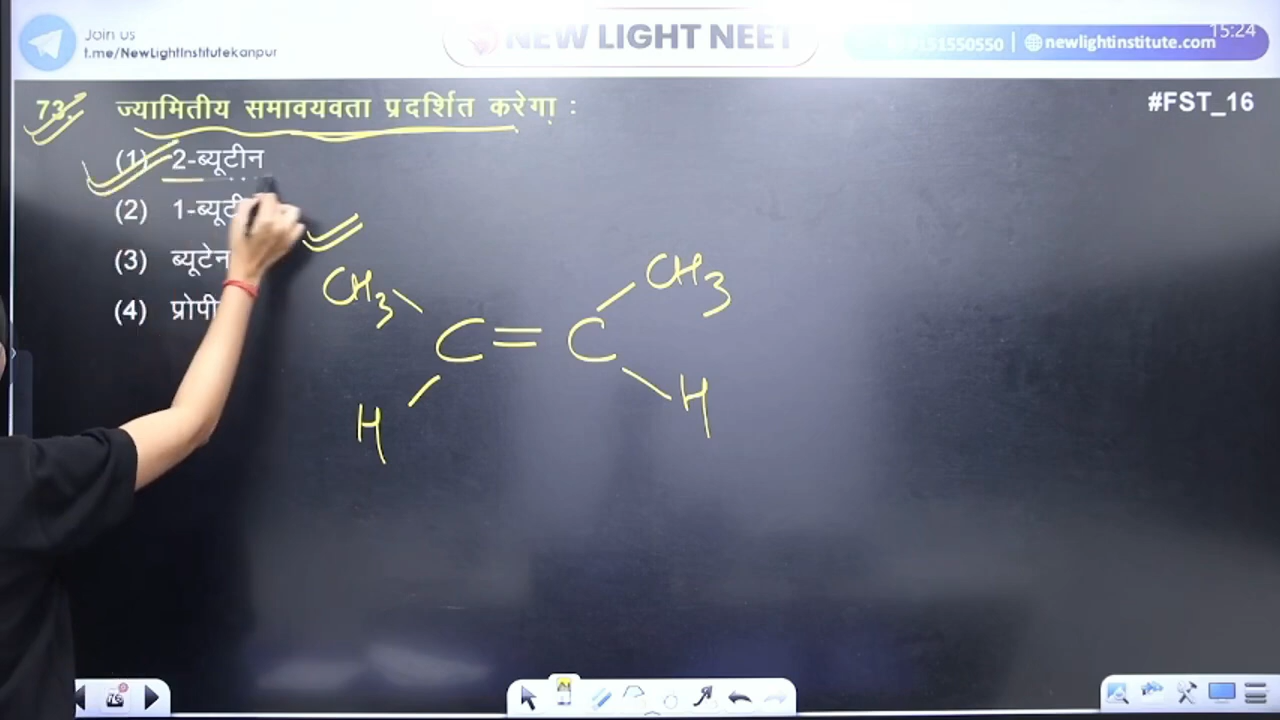 Join us
t.me/NewLightInstitutekanpur
NEW LIGHT NEET
newlightinstitute.com
15:24
#FST_16
73. ज्यामितीय समावयवता प्रदर्शित करेगा :
(1) 2-ब्यूटीन
(2)
(3)
(4)
CH3 CH3
C=C
H H